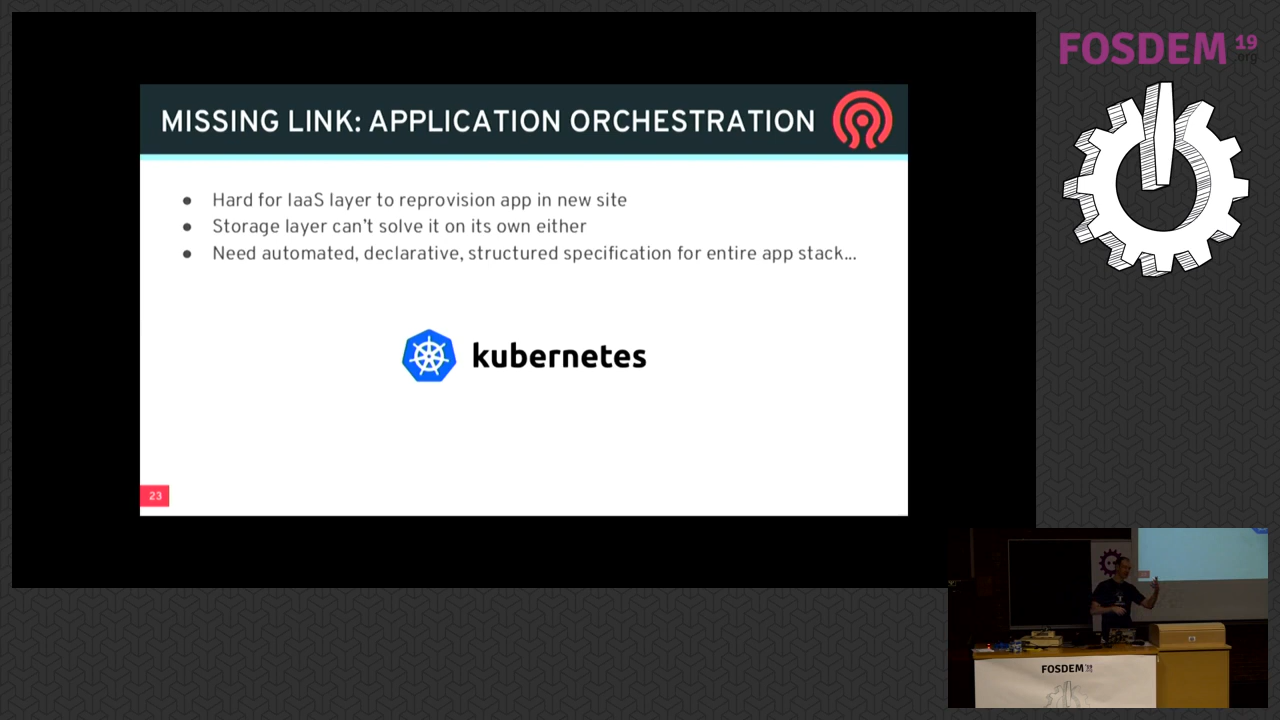 FOSDEM 19
.org
MISSING LINK: APPLICATION ORCHESTRATION
● Hard for IaaS layer to reprovision app in new site
● Storage layer can't solve it on its own either
● Need automated, declarative, structured specification for entire app stack...
kubernetes
23
FOSDEM 19